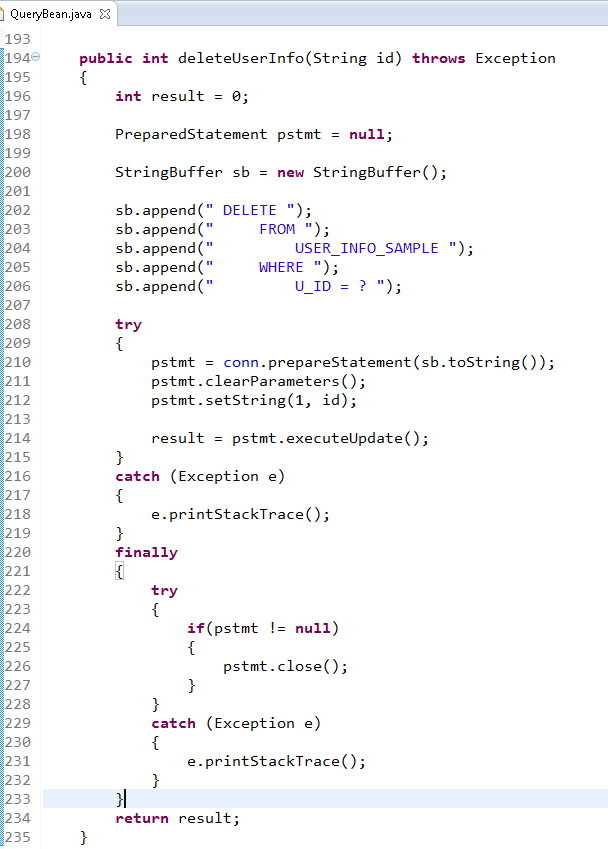 QueryBean.java
193
194 public int deleteUserInfo(String id) throws Exception
195 {
196 int result = 0;
197
198 PreparedStatement pstmt = null;
199
200 StringBuffer sb = new StringBuffer();
201
202 sb.append(" DELETE ");
203 sb.append("     FROM ");
204 sb.append("         USER_INFO_SAMPLE ");
205 sb.append("     WHERE ");
206 sb.append("         U_ID = ? ");
207
208 try
209 {
210 pstmt = conn.prepareStatement(sb.toString());
211 pstmt.clearParameters();
212 pstmt.setString(1, id);
213
214 result = pstmt.executeUpdate();
215 }
216 catch (Exception e)
217 {
218 e.printStackTrace();
219 }
220 finally
221 {
222 try
223 {
224 if(pstmt != null)
225 {
226 pstmt.close();
227 }
228 }
229 catch (Exception e)
230 {
231 e.printStackTrace();
232 }
233 }
234 return result;
235 }